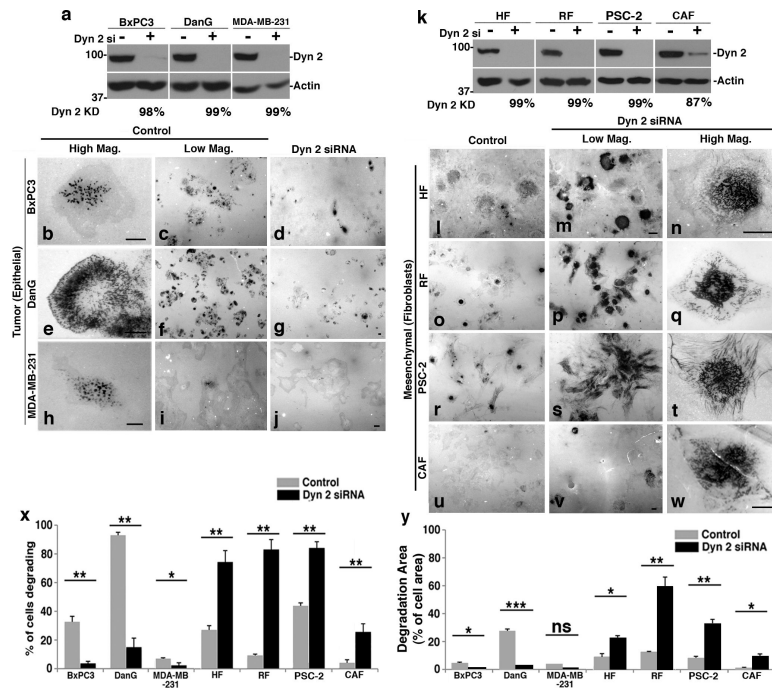 a
BxPC3 DanG MDA-MB-231
Dyn 2 si - + - + - +
100
-Dyn 2
-Actin
37
Dyn 2 KD 98% 99% 99%
Control
High Mag. Low Mag. Dyn 2 siRNA
Tumor (Epithelial)
BxPC3
b c d
DanG
e f g
MDA-MB-231
h i j
k
HF RF PSC-2 CAF
Dyn 2 si - + - + - + - +
100-
-Dyn 2
-Actin
37-
Dyn 2 KD 99% 99% 99% 87%
Dyn 2 siRNA
Control Low Mag. High Mag.
Mesenchymal (Fibroblasts)
HF
l m n
RF
o p q
PSC-2
r s t
CAF
u v w
x
Control
Dyn 2 siRNA
% of cells degrading
100
80
60
40
20
0
** ** * ** ** ** **
BxPC3 DanG MDA-MB
-231 HF RF PSC-2 CAF
y
Control
Dyn 2 siRNA
Degradation Area
(% of cell area)
100
80
60
40
20
0
* *** ns * ** ** *
BxPC3 DanG MDA-MB
-231 HF RF PSC-2 CAF